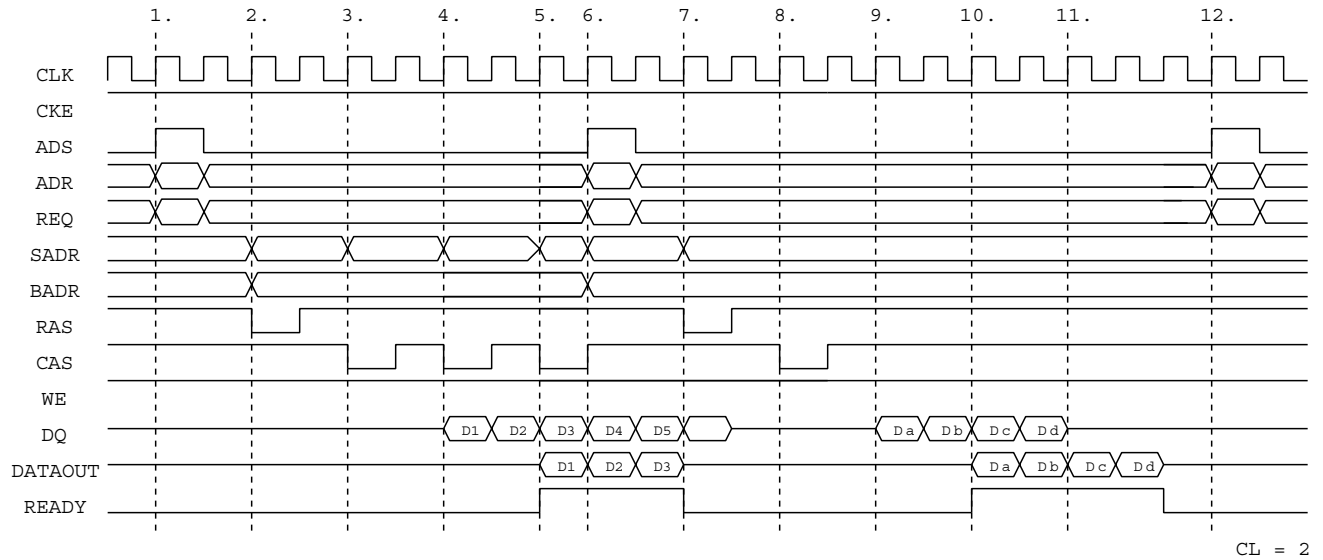 1. 2. 3. 4. 5. 6. 7. 8. 9. 10. 11. 12.
CLK
CKE
ADS
ADR
REQ
SADR
BADR
RAS
CAS
WE
DQ D1 D2 D3 D4 D5 Da Db Dc Dd
DATAOUT D1 D2 D3 Da Db Dc Dd
READY
CL = 2